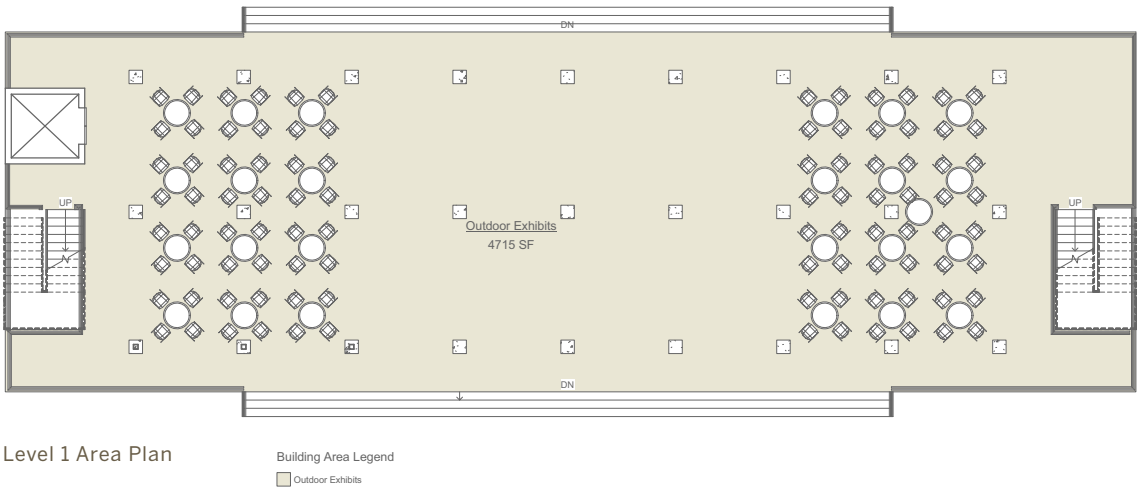 DN
UP
UP
Outdoor Exhibits
4715 SF
DN
Level 1 Area Plan
Building Area Legend
Outdoor Exhibits